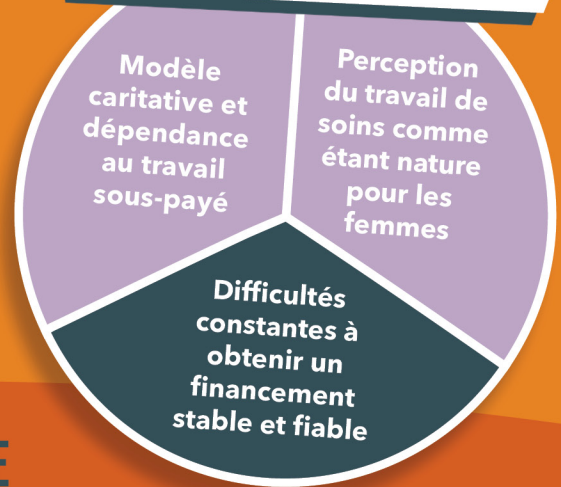 Modèle
caritative et
dépendance
au travail
sous-payé
Perception
du travail de
soins comme
étant nature
pour les
femmes
Difficultés
constantes à
obtenir un
financement
stable et fiable